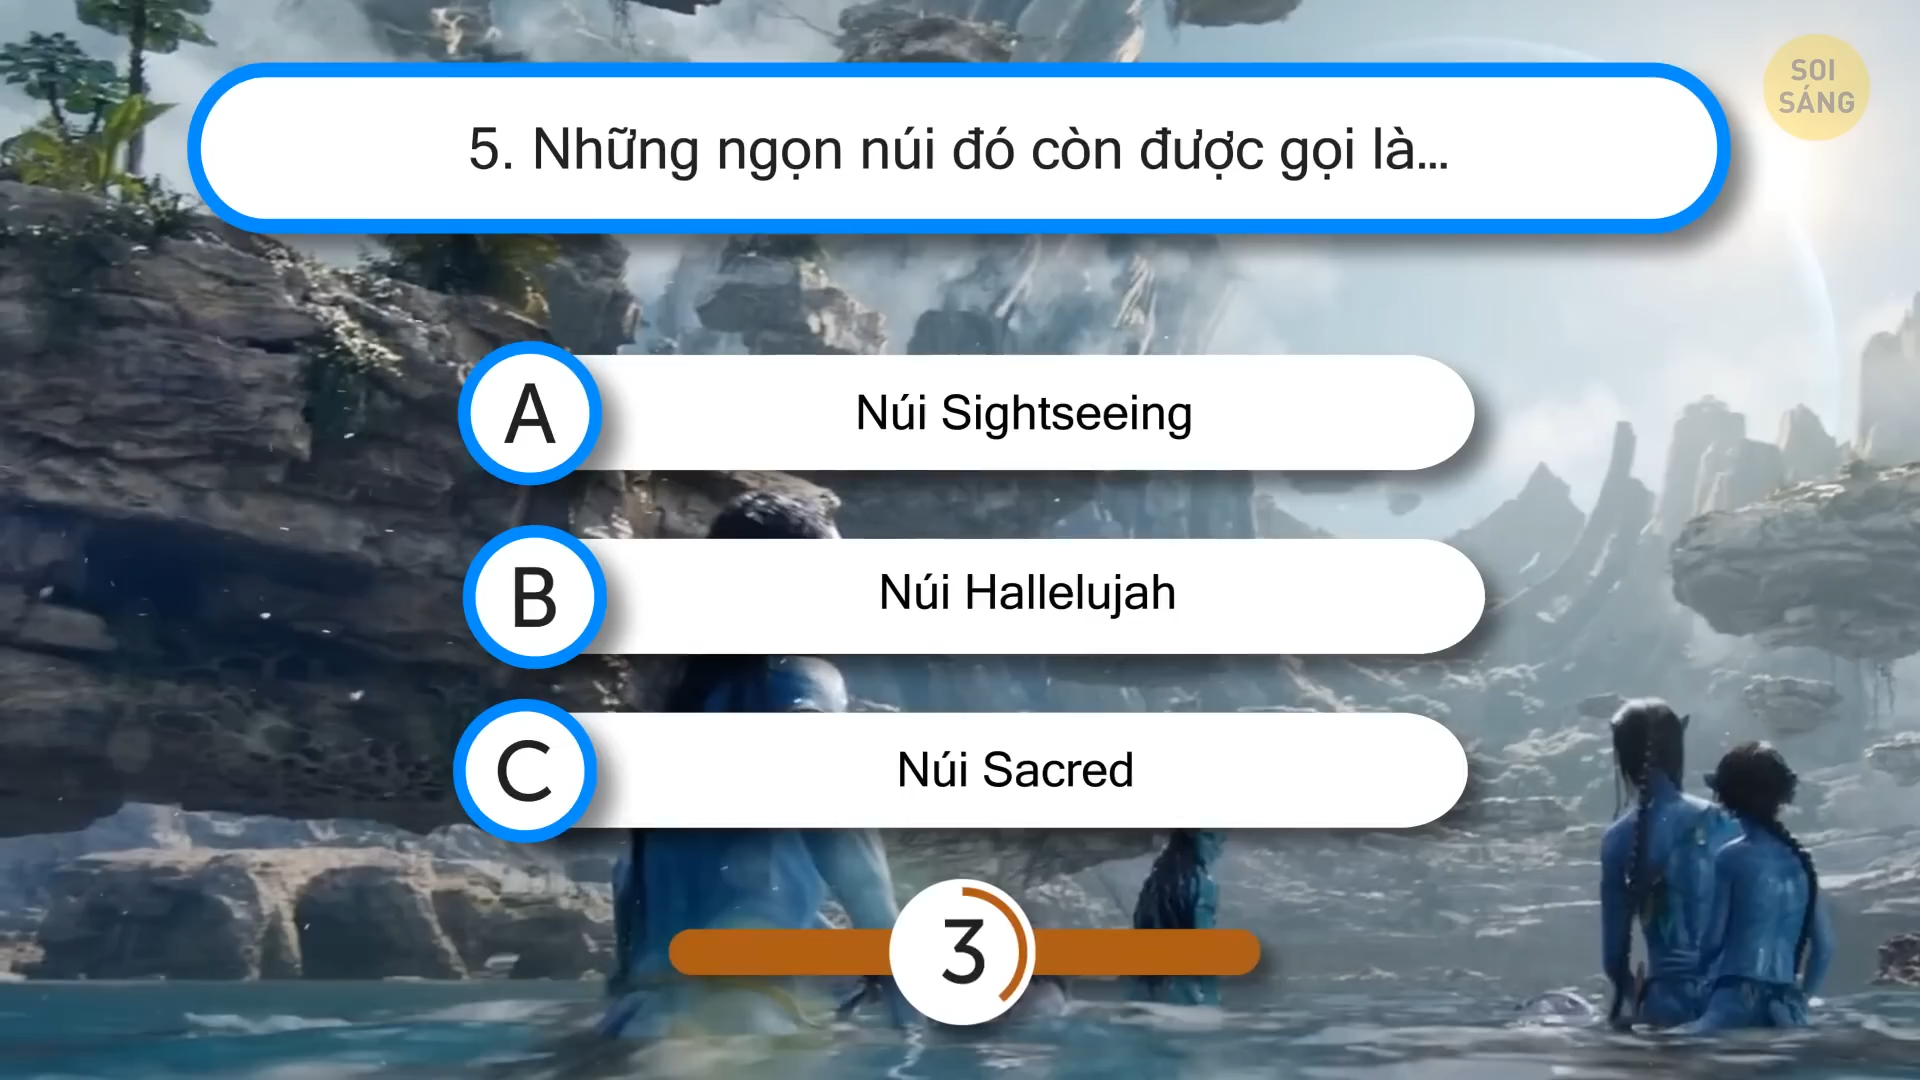 SOI
SÁNG
5. Những ngọn núi đó còn được gọi là...
A
Núi Sightseeing
B
Núi Hallelujah
C
Núi Sacred
3